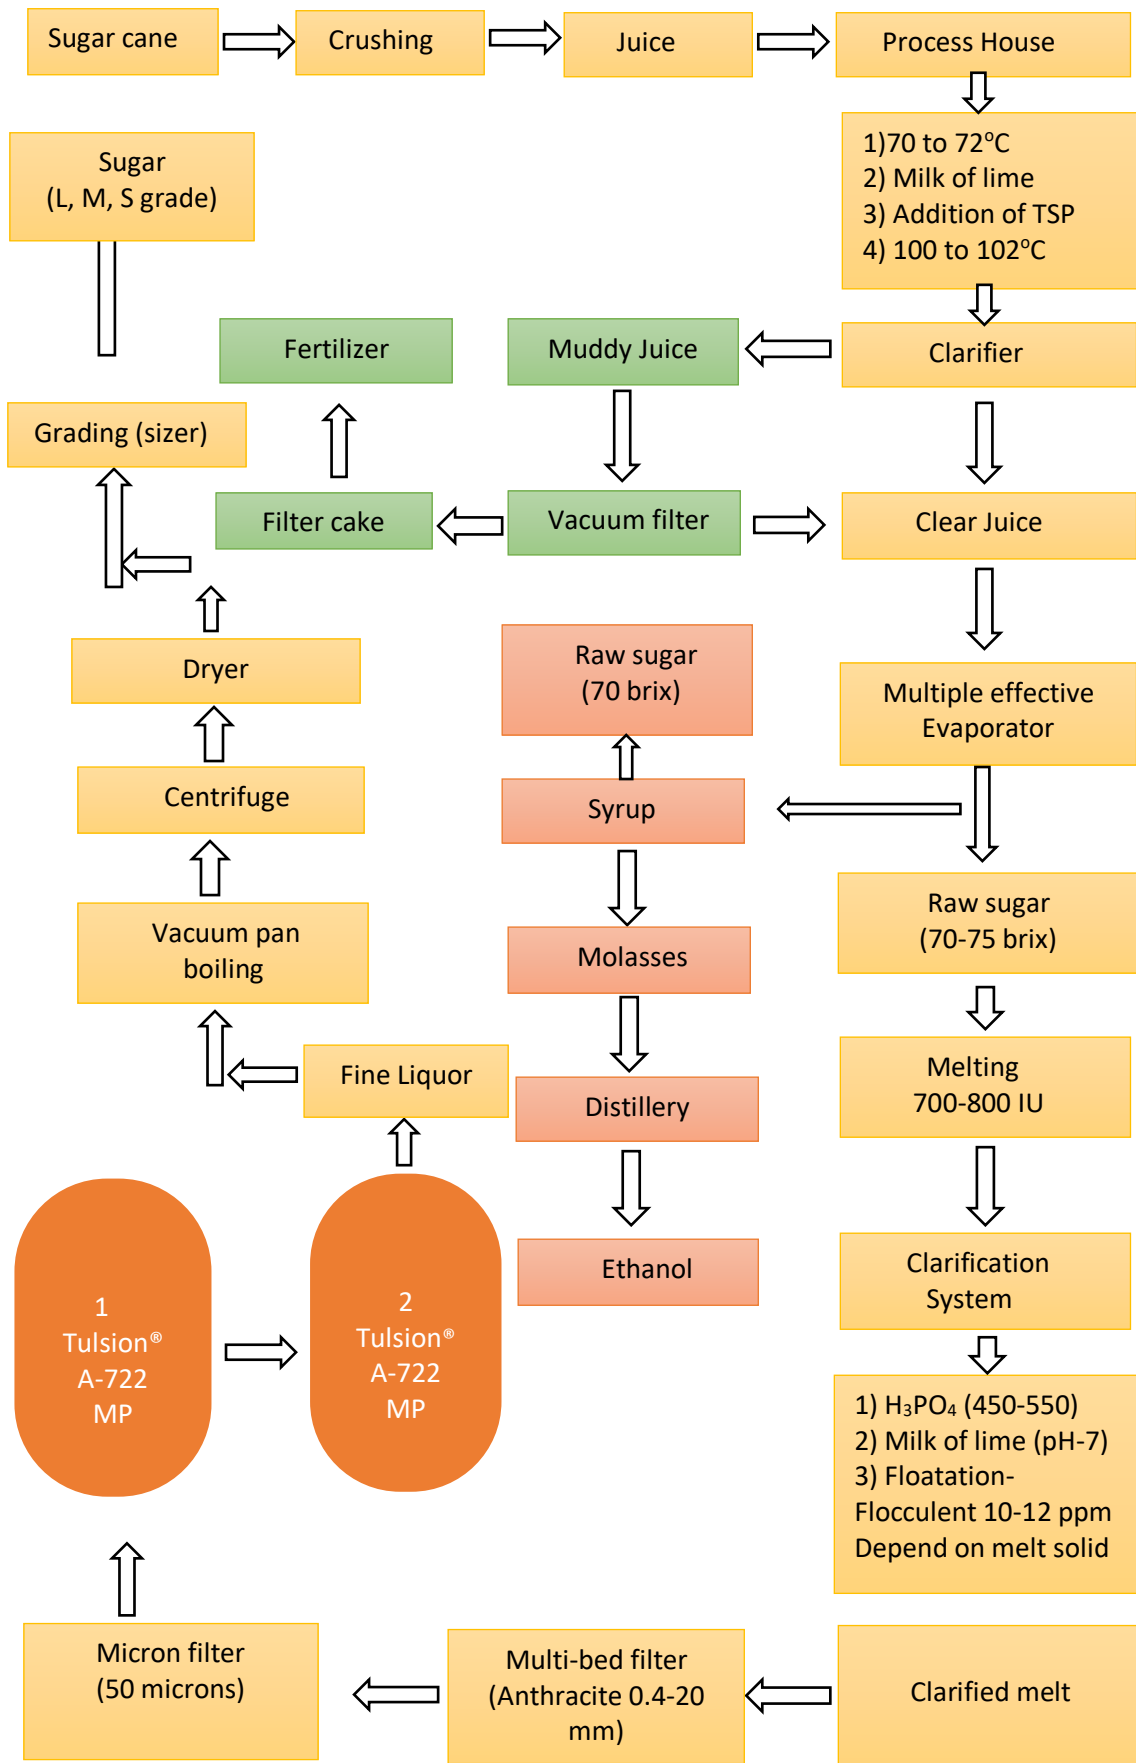 Sugar cane
Crushing
Juice
Process House
1)70 to 72°C
2) Milk of lime
3) Addition of TSP
4) 100 to 102°C
Sugar
(L, M, S grade)
Fertilizer
Muddy Juice
Clarifier
Grading (sizer)
Filter cake
Vacuum filter
Clear Juice
Dryer
Raw sugar
(70 brix)
Multiple effective
Evaporator
Centrifuge
Syrup
Vacuum pan
boiling
Molasses
Raw sugar
(70-75 brix)
Fine Liquor
Distillery
Melting
700-800 IU
1
Tulsion®
A-722
MP
2
Tulsion®
A-722
MP
Ethanol
Clarification
System
1) H₃PO₄ (450-550)
2) Milk of lime (pH-7)
3) Floatation-
Flocculent 10-12 ppm
Depend on melt solid
Micron filter
(50 microns)
Multi-bed filter
(Anthracite 0.4-20
mm)
Clarified melt